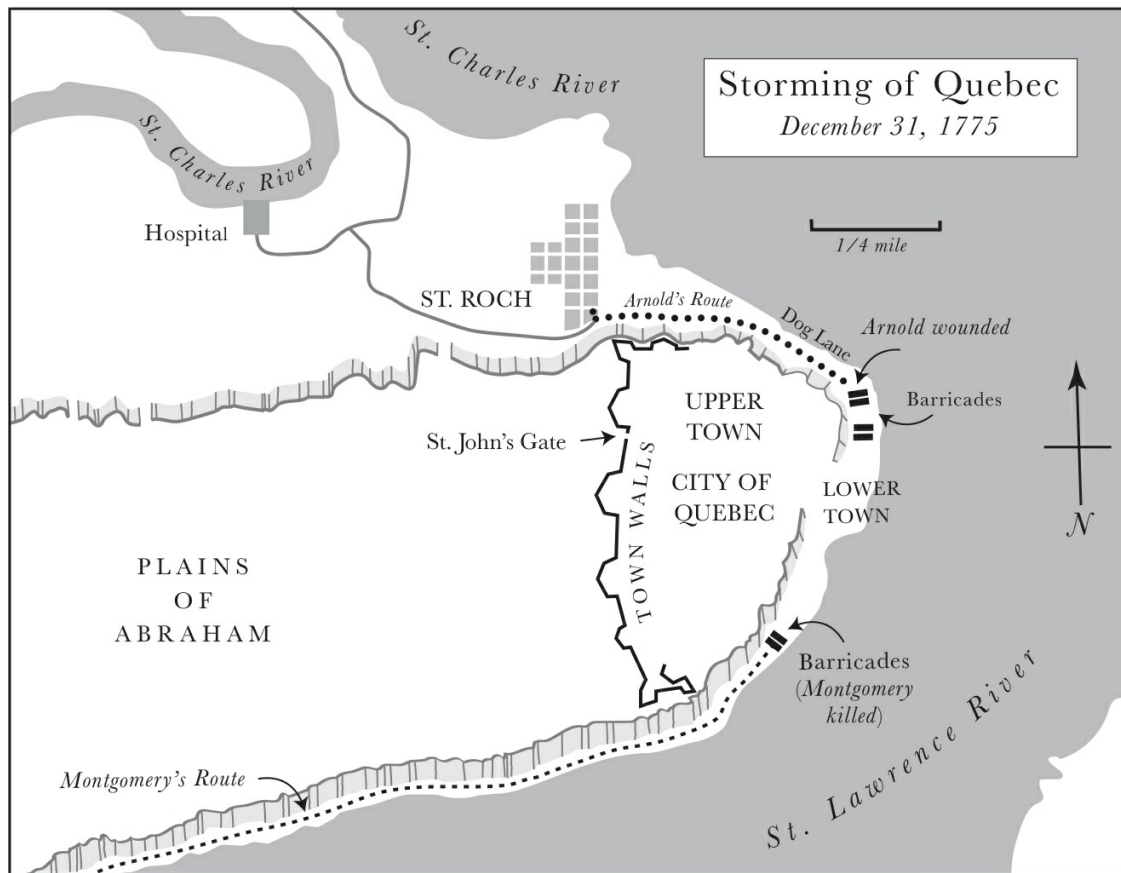 Storming of Quebec
December 31, 1775
St. Charles River
St. Charles River
Hospital
1/4 mile
ST. ROCH
Arnold's Route
Dog Lane
Arnold wounded
Barricades
UPPER
TOWN
St. John's Gate
CITY OF
QUEBEC
LOWER
TOWN
TOWN WALLS
N
PLAINS
OF
ABRAHAM
Barricades
(Montgomery
killed)
Montgomery's Route
St. Lawrence River